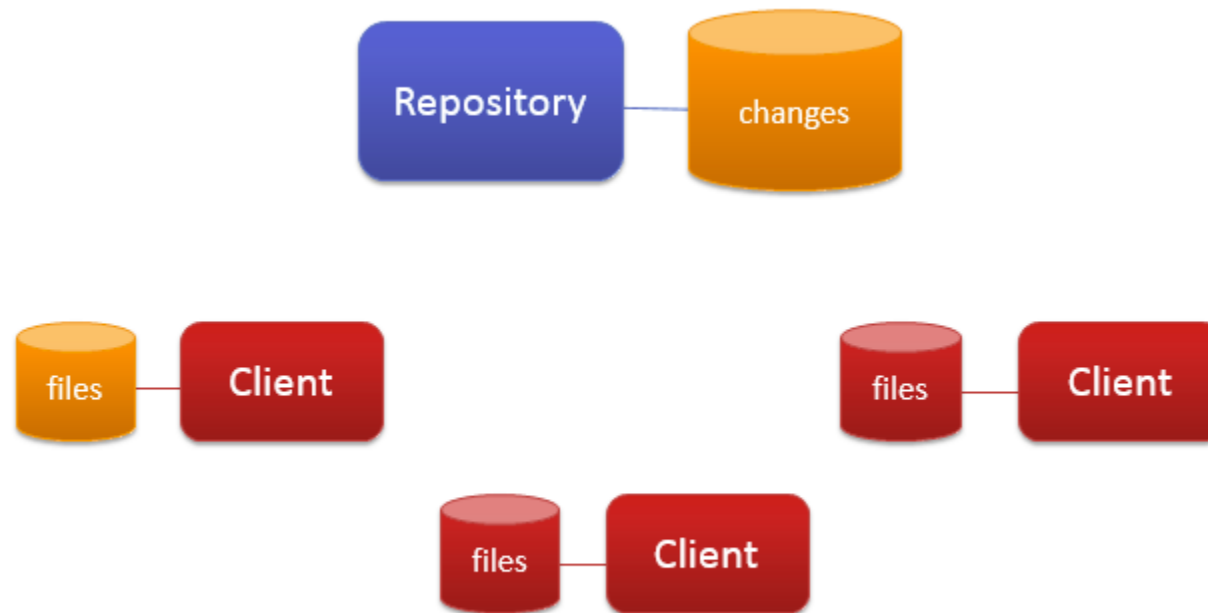 Repository
changes
files
Client
files
Client
files
Client